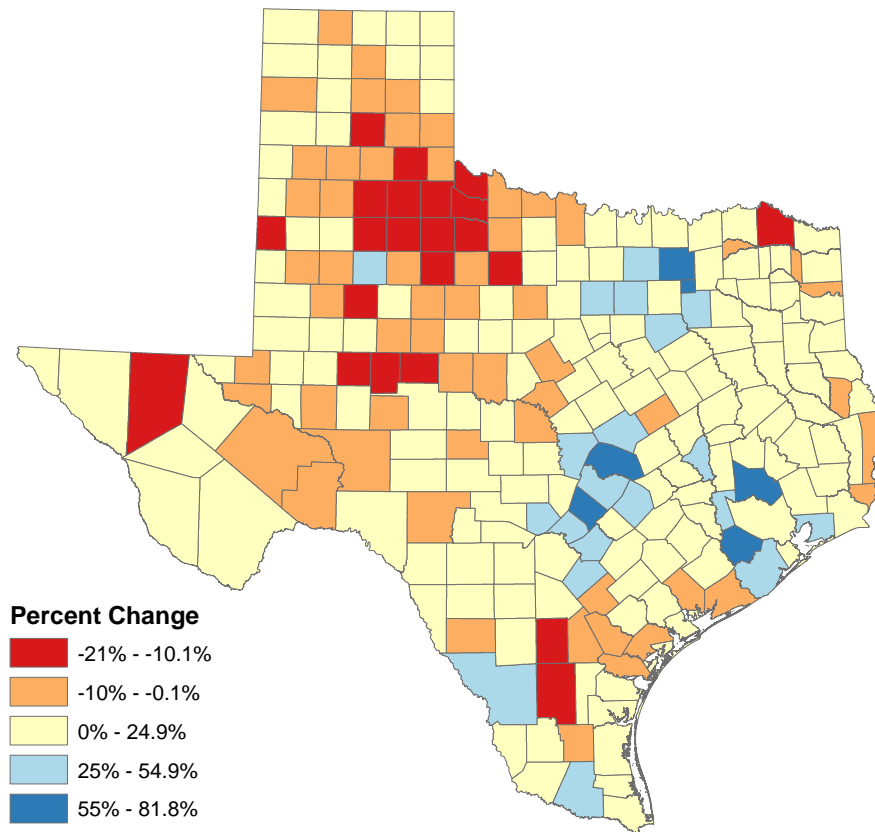 Percent Change
-21% - -10.1%
-10% - -0.1%
0% - 24.9%
25% - 54.9%
55% - 81.8%